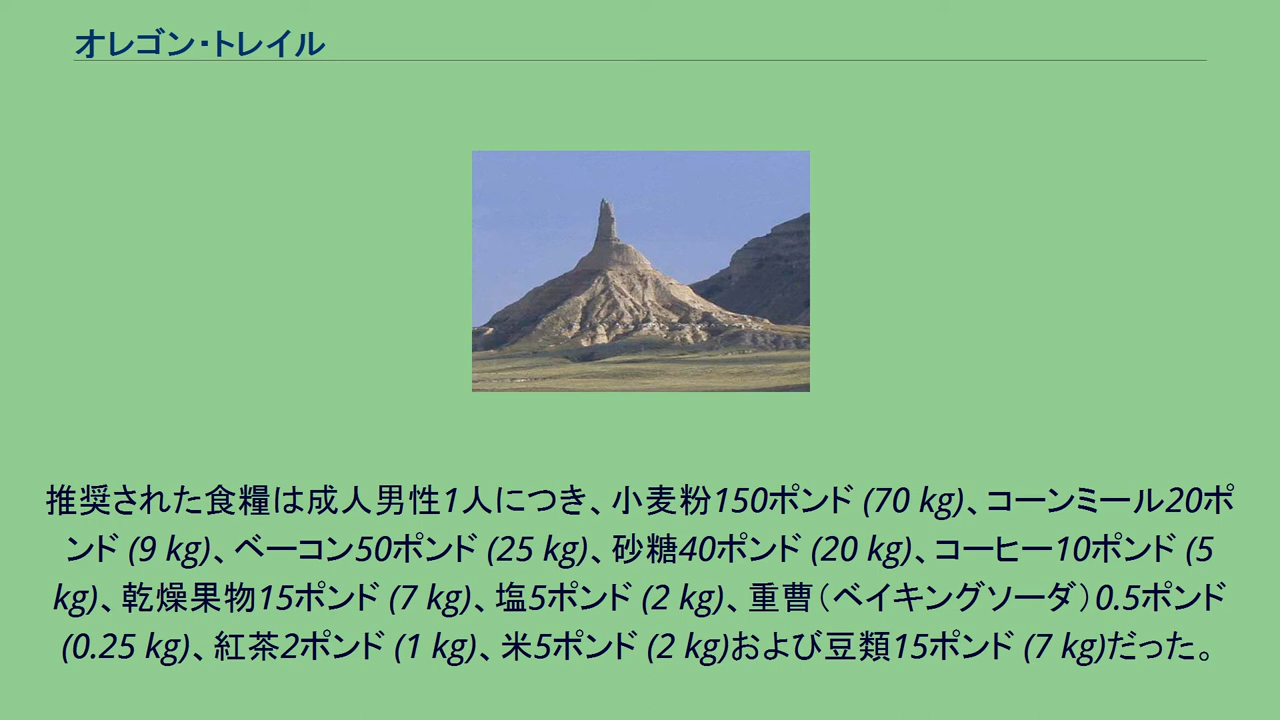 オレゴン・トレイル
推奨された食糧は成人男性1人につき、小麦粉150ポンド (70 kg)、コーンミール20ポ
ンド (9 kg)、ベーコン50ポンド (25 kg)、砂糖40ポンド (20 kg)、コーヒー10ポンド (5
kg)、乾燥果物15ポンド (7 kg)、塩5ポンド (2 kg)、重曹（ベイキングソーダ）0.5ポンド
(0.25 kg)、紅茶2ポンド (1 kg)、米5ポンド (2 kg)および豆類15ポンド (7 kg)だった。